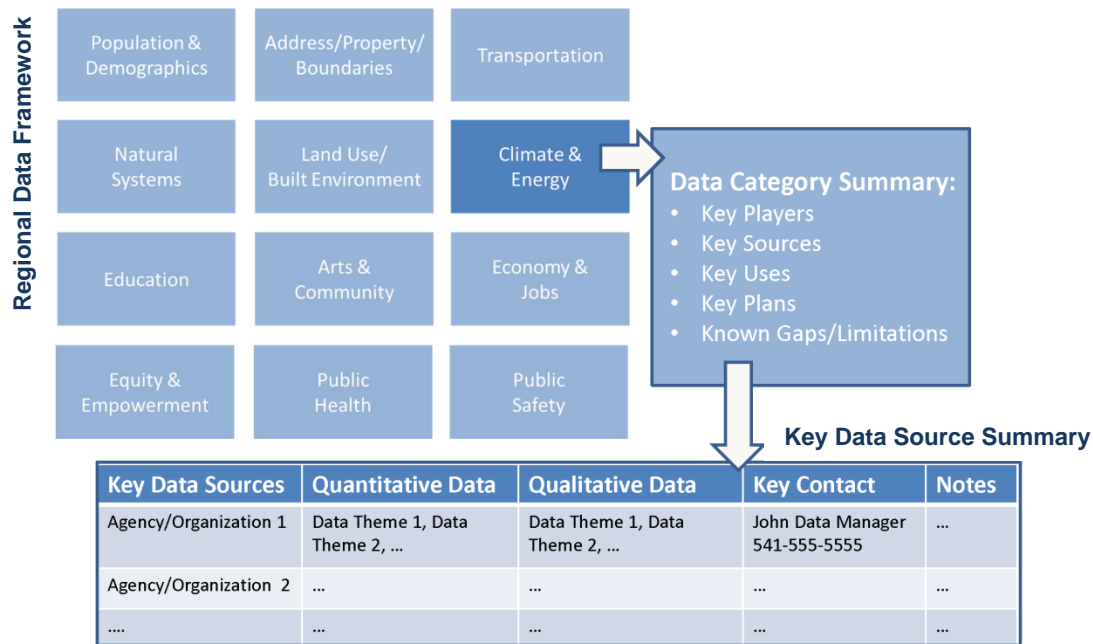 Regional Data Framework
Population &
Demographics
Address/Property/
Boundaries
Transportation
Natural
Systems
Land Use/
Built Environment
Climate &
Energy
Education
Arts &
Community
Economy &
Jobs
Equity &
Empowerment
Public
Health
Public
Safety
Data Category Summary:
• Key Players
• Key Sources
• Key Uses
• Key Plans
• Known Gaps/Limitations
Key Data Source Summary
Key Data Sources Quantitative Data Qualitative Data Key Contact Notes
Agency/Organization 1 Data Theme 1, Data Data Theme 1, Data John Data Manager ...
Theme 2, ... Theme 2, ... 541-555-5555
Agency/Organization 2 ... ... ... ...
.... ... ... ... ...